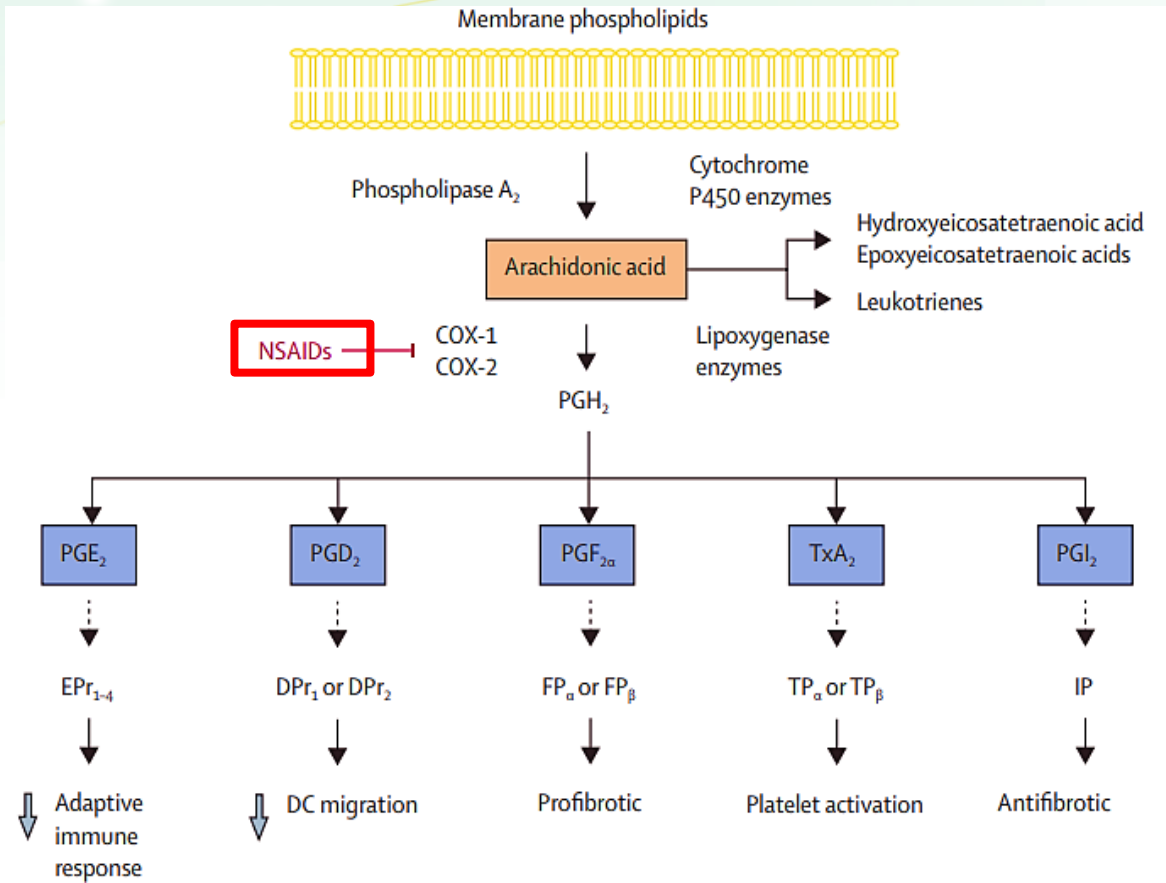 Membrane phospholipids
Phospholipase A₂
Cytochrome
P450 enzymes
Arachidonic acid
Hydroxyeicosatetraenoic acid
Epoxyeicosatetraenoic acids
Leukotrienes
NSAIDs
COX-1
COX-2
Lipoxygenase
enzymes
PGH₂
PGE₂
PGD₂
PGF₂α
TxA₂
PGI₂
EPr₁₋₄
DPr₁ or DPr₂
FPα or FPβ
TPα or TPβ
IP
Adaptive
immune
response
DC migration
Profibrotic
Platelet activation
Antifibrotic